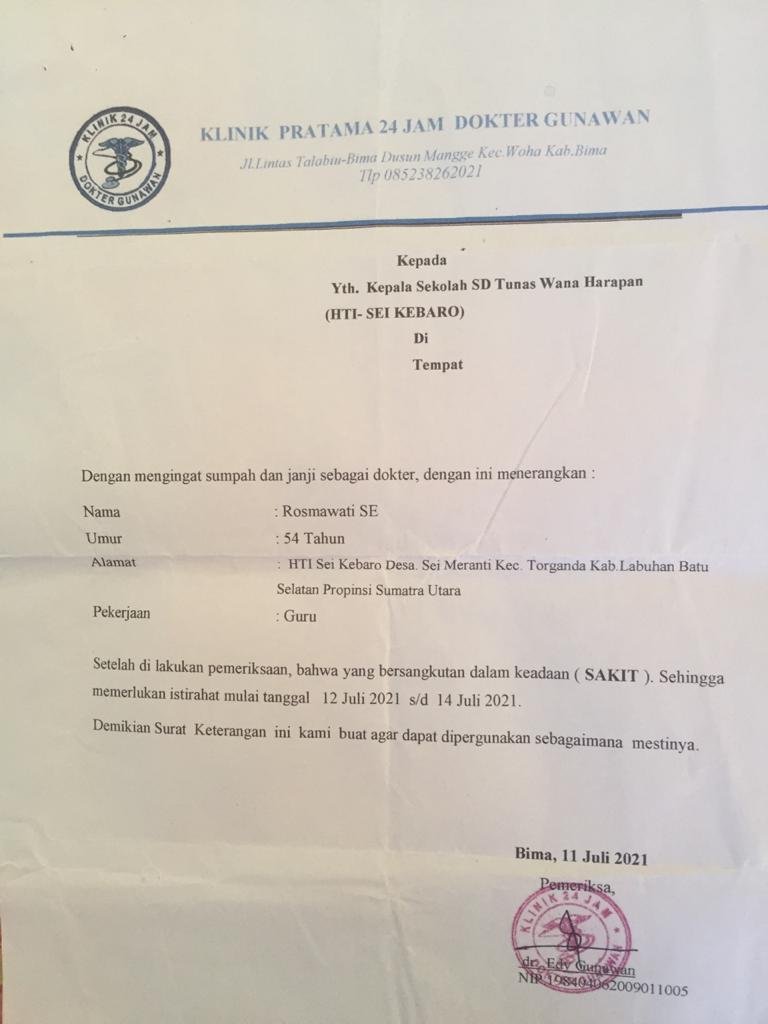 KLINIK 24 JAM
DOKTER GUNAWAN
KLINIK PRATAMA 24 JAM DOKTER GUNAWAN
Jl.Lintas Talabiu-Bima Dusun Mangge Kec.Woha Kab.Bima
Tlp 085238262021
Kepada
Yth. Kepala Sekolah SD Tunas Wana Harapan
(HTI- SEI KEBARO)
Di
Tempat
Dengan mengingat sumpah dan janji sebagai dokter, dengan ini menerangkan :
Nama : Rosmawati SE
Umur : 54 Tahun
Alamat : HTI Sei Kebaro Desa. Sei Meranti Kec. Torganda Kab.Labuhan Batu
Selatan Propinsi Sumatra Utara
Pekerjaan : Guru
Setelah di lakukan pemeriksaan, bahwa yang bersangkutan dalam keadaan ( SAKIT ). Sehingga
memerlukan istirahat mulai tanggal 12 Juli 2021 s/d 14 Juli 2021.
Demikian Surat Keterangan ini kami buat agar dapat dipergunakan sebagaimana mestinya.
Bima, 11 Juli 2021
Pemeriksa,
KLINIK 24 JAM
dr. Edy Gunawan
NIP.198404062009011005